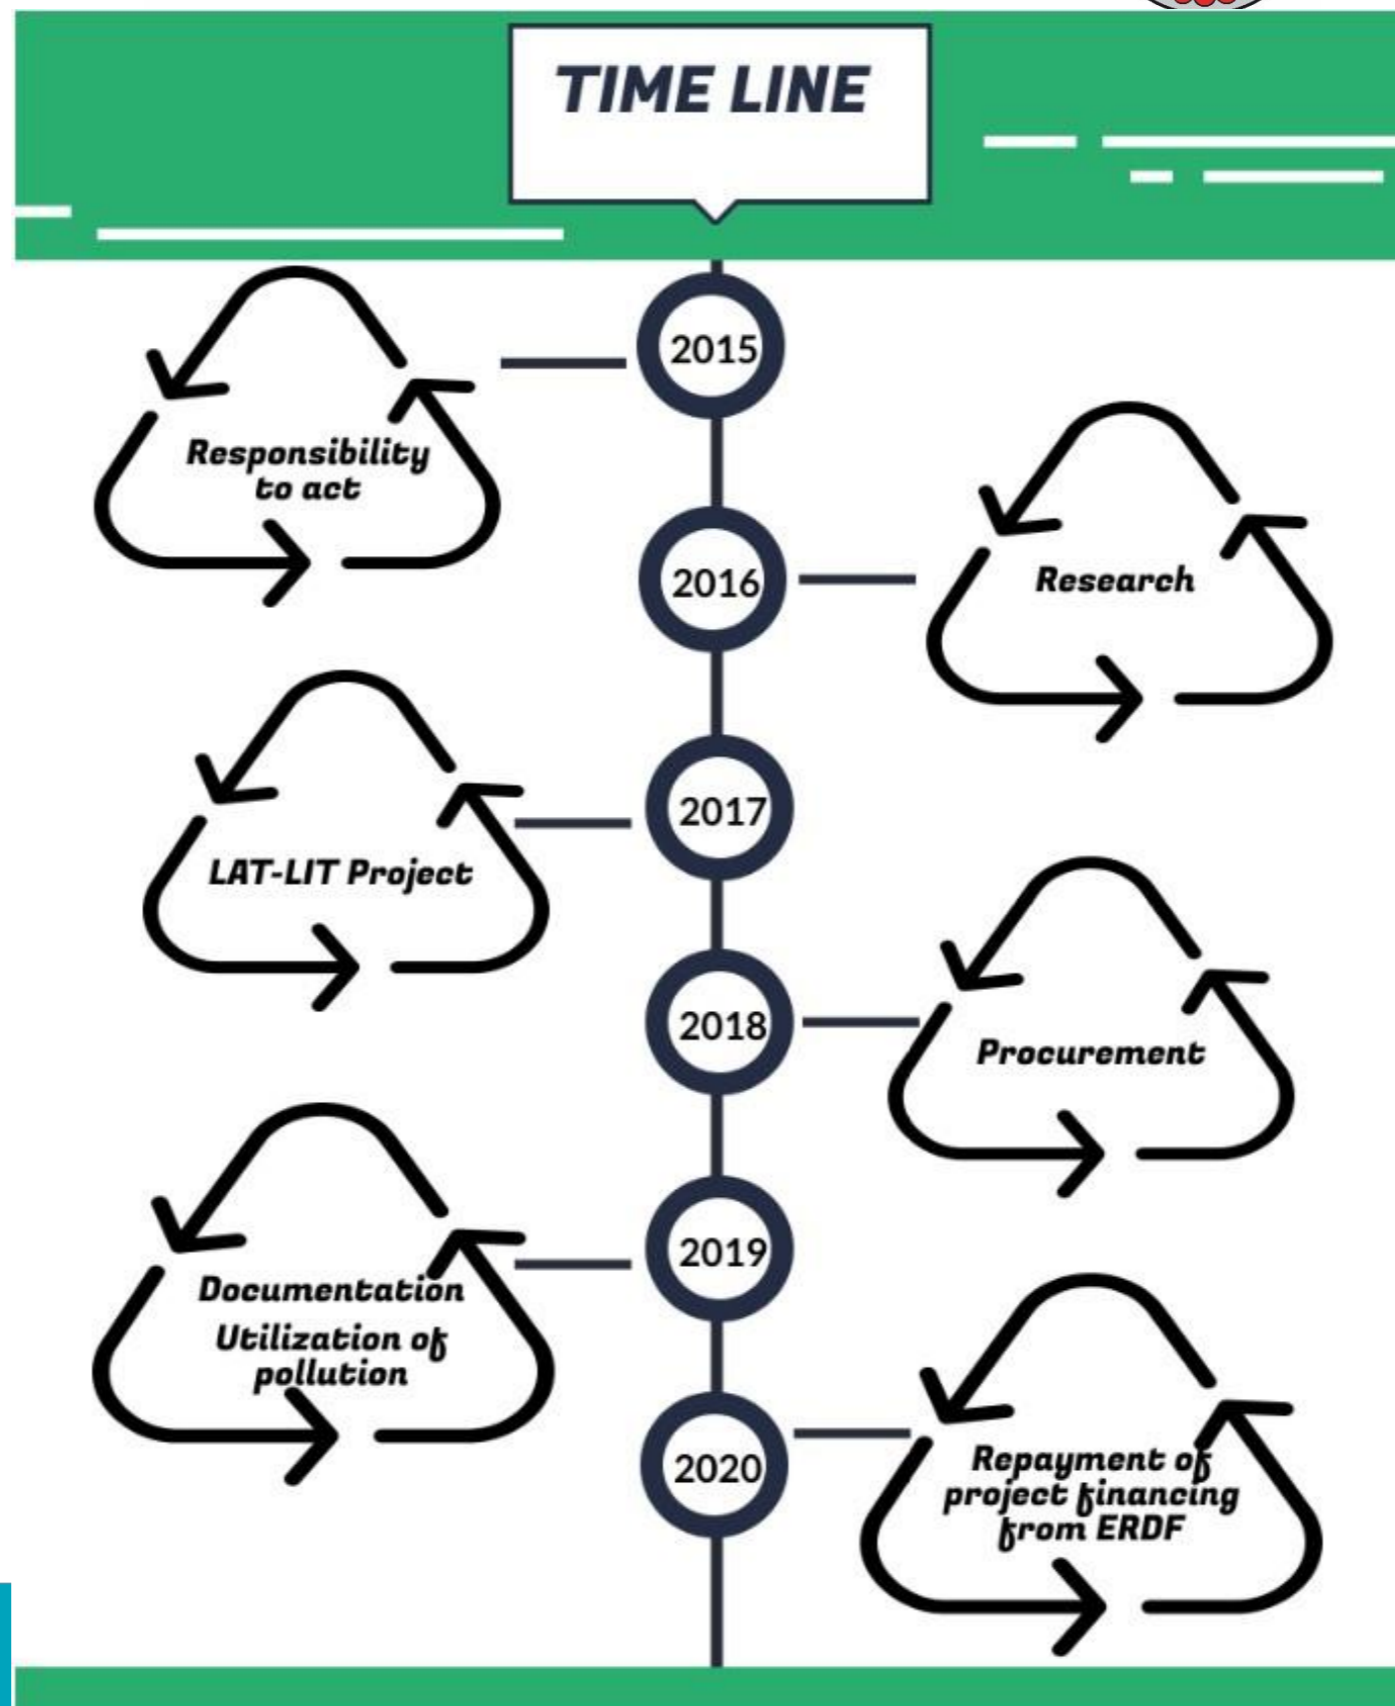 TIME LINE
2015
Responsibility
to act
2016
Research
2017
LAT-LIT Project
2018
Procurement
2019
Documentation
Utilization of
pollution
2020
Repayment of
project financing
from ERDF